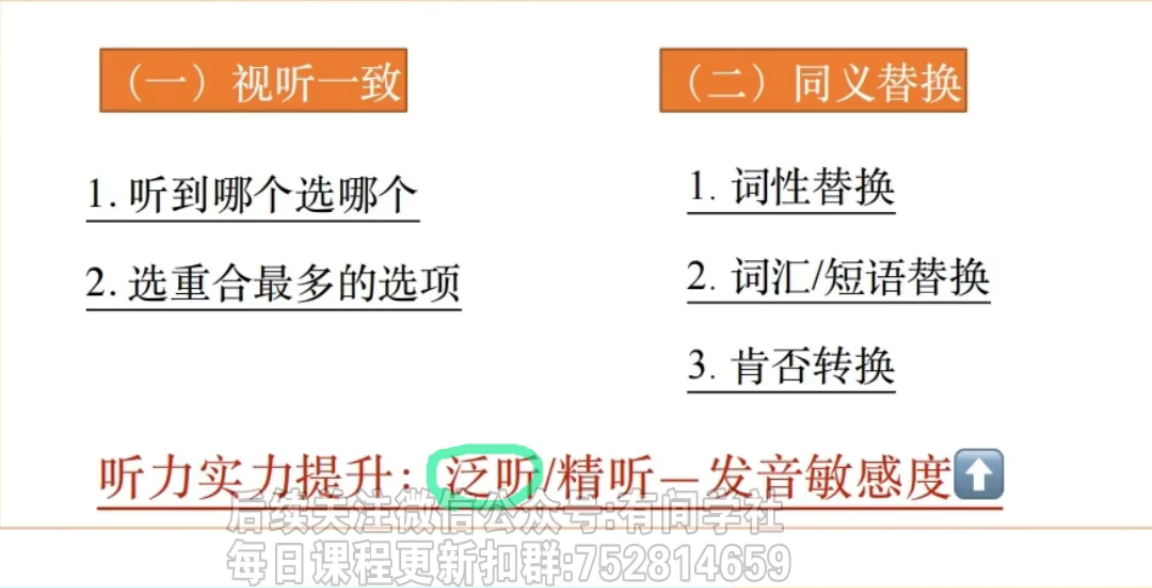 （一）视听一致
1. 听到哪个选哪个
2. 选重合最多的选项
（二）同义替换
1. 词性替换
2. 词汇/短语替换
3. 肯否转换
听力实力提升：泛听/精听—发音敏感度
后续关注微信公众号:有间学社
每日课程更新扣群:752814659